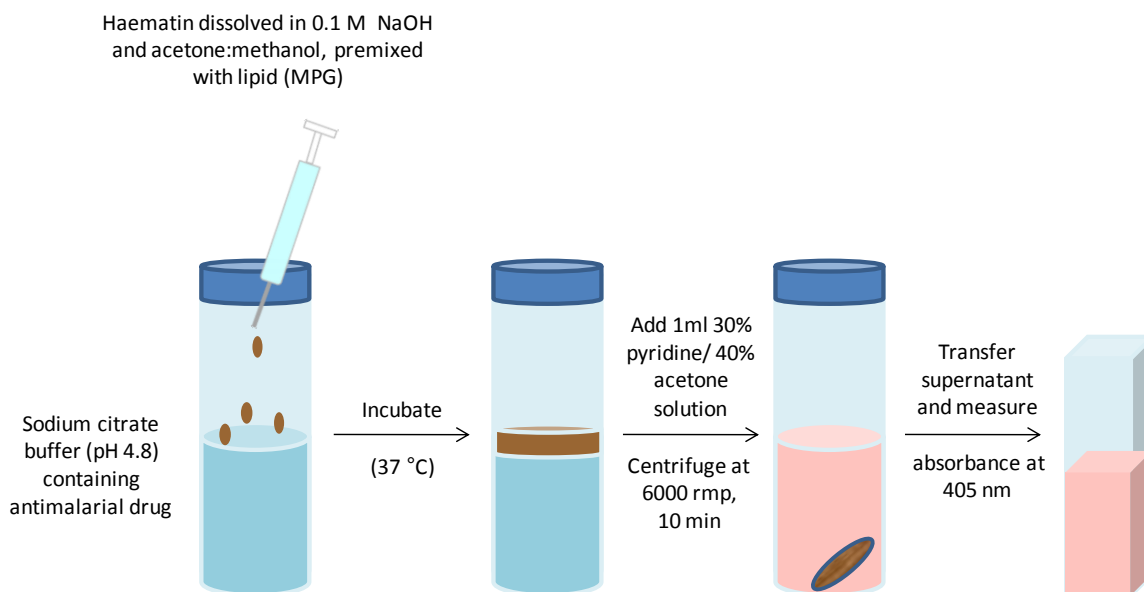 Haematin dissolved in 0.1 M NaOH
and acetone:methanol, premixed
with lipid (MPG)
Sodium citrate
buffer (pH 4.8)
containing
antimalarial drug
Incubate
(37 °C)
Add 1ml 30%
pyridine/ 40%
acetone
solution
Centrifuge at
6000 rmp,
10 min
Transfer
supernatant
and measure
absorbance at
405 nm